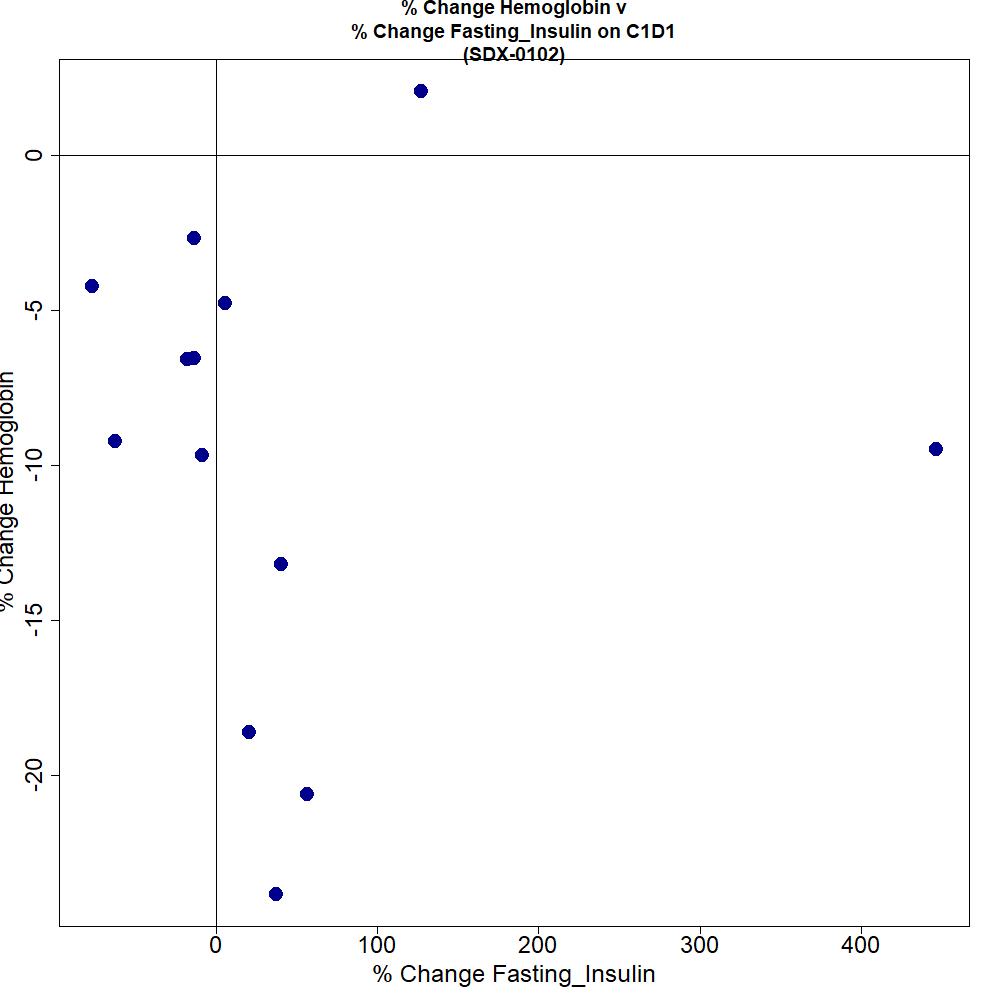 % Change Hemoglobin v
% Change Fasting_Insulin on C1D1
(SDX-0102)
% Change Hemoglobin
0
-5
-10
-15
-20
0
100
200
300
400
% Change Fasting_Insulin